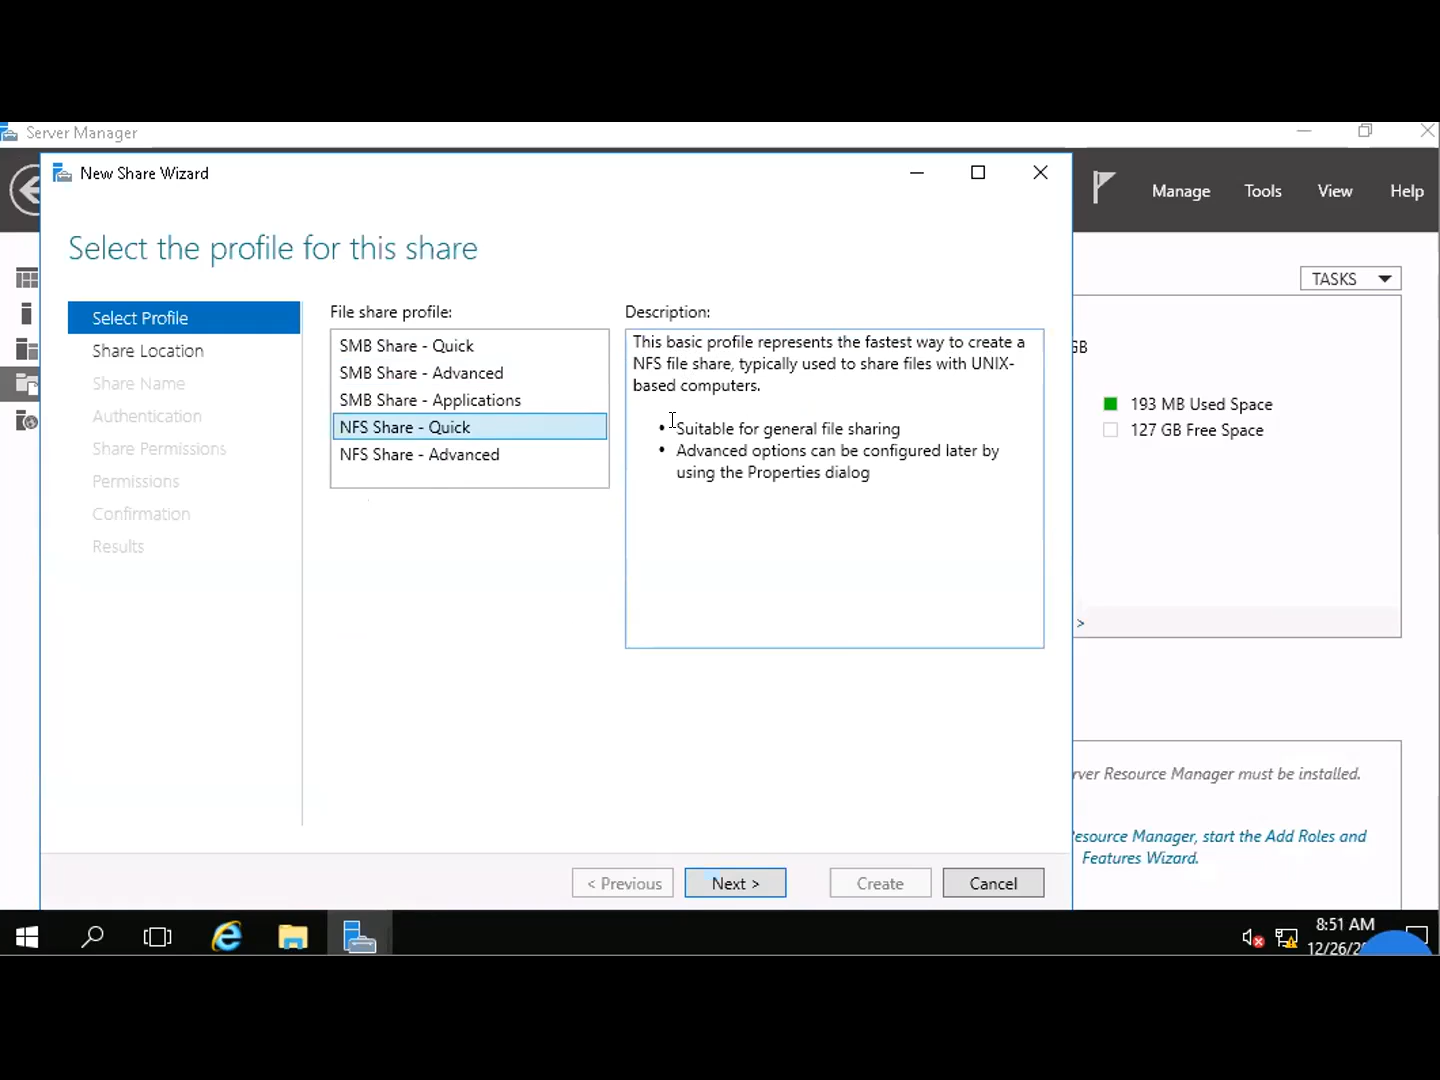 Server Manager
New Share Wizard
Manage Tools View Help
Select the profile for this share
TASKS
Select Profile
Share Location
Share Name
Authentication
Share Permissions
Permissions
Confirmation
Results
File share profile:
SMB Share - Quick
SMB Share - Advanced
SMB Share - Applications
NFS Share - Quick
NFS Share - Advanced
Description:
This basic profile represents the fastest way to create a
NFS file share, typically used to share files with UNIX-
based computers.
• Suitable for general file sharing
• Advanced options can be configured later by
using the Properties dialog
GB
193 MB Used Space
127 GB Free Space
>
rver Resource Manager must be installed.
Resource Manager, start the Add Roles and
Features Wizard.
< Previous
Next >
Create
Cancel
8:51 AM
12/26/2